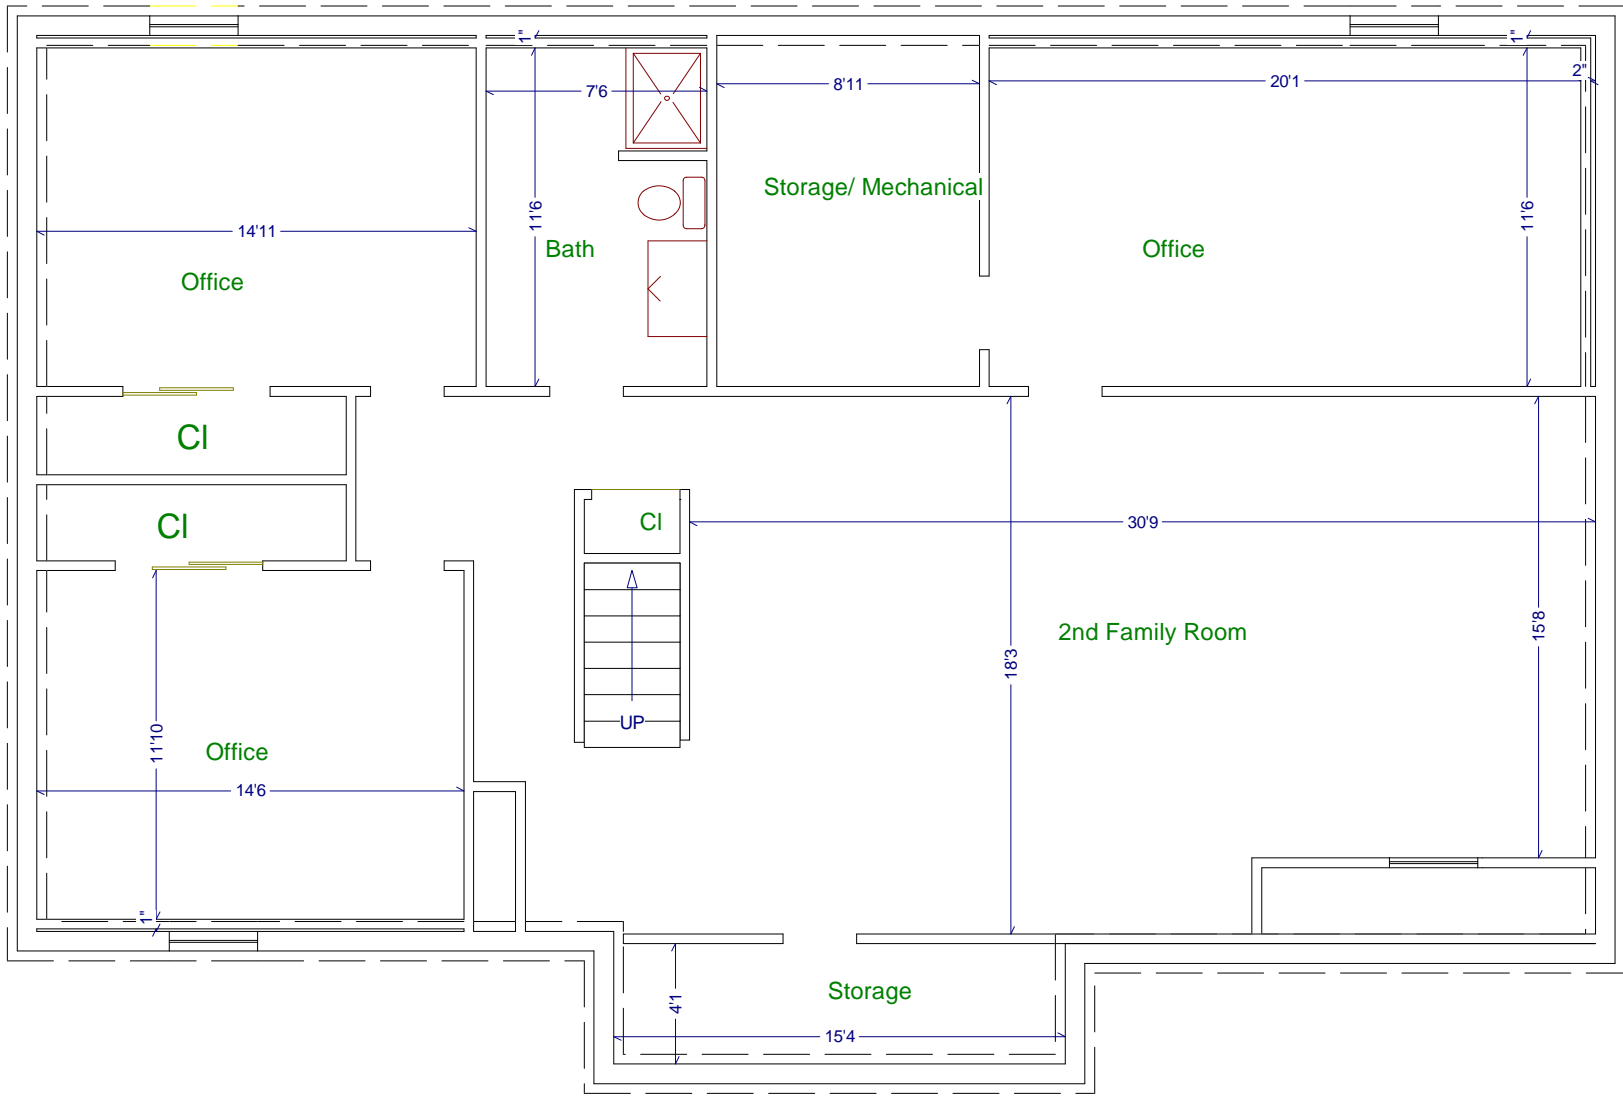 1"
1"
2"
7'6
8'11
20'1
Storage/ Mechanical
11'6
11'6
14'11
Bath
Office
Office
Cl
Cl
Cl
30'9
2nd Family Room
15'8
18'3
UP
11'10
Office
14'6
1"
Storage
4'1
15'4